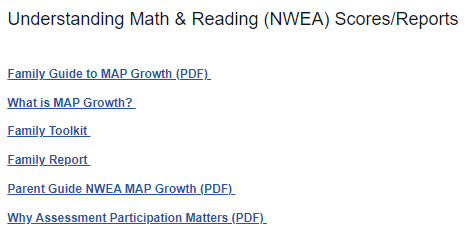 Understanding Math & Reading (NWEA) Scores/Reports
Family Guide to MAP Growth (PDF)
What is MAP Growth?
Family Toolkit
Family Report
Parent Guide NWEA MAP Growth (PDF)
Why Assessment Participation Matters (PDF)